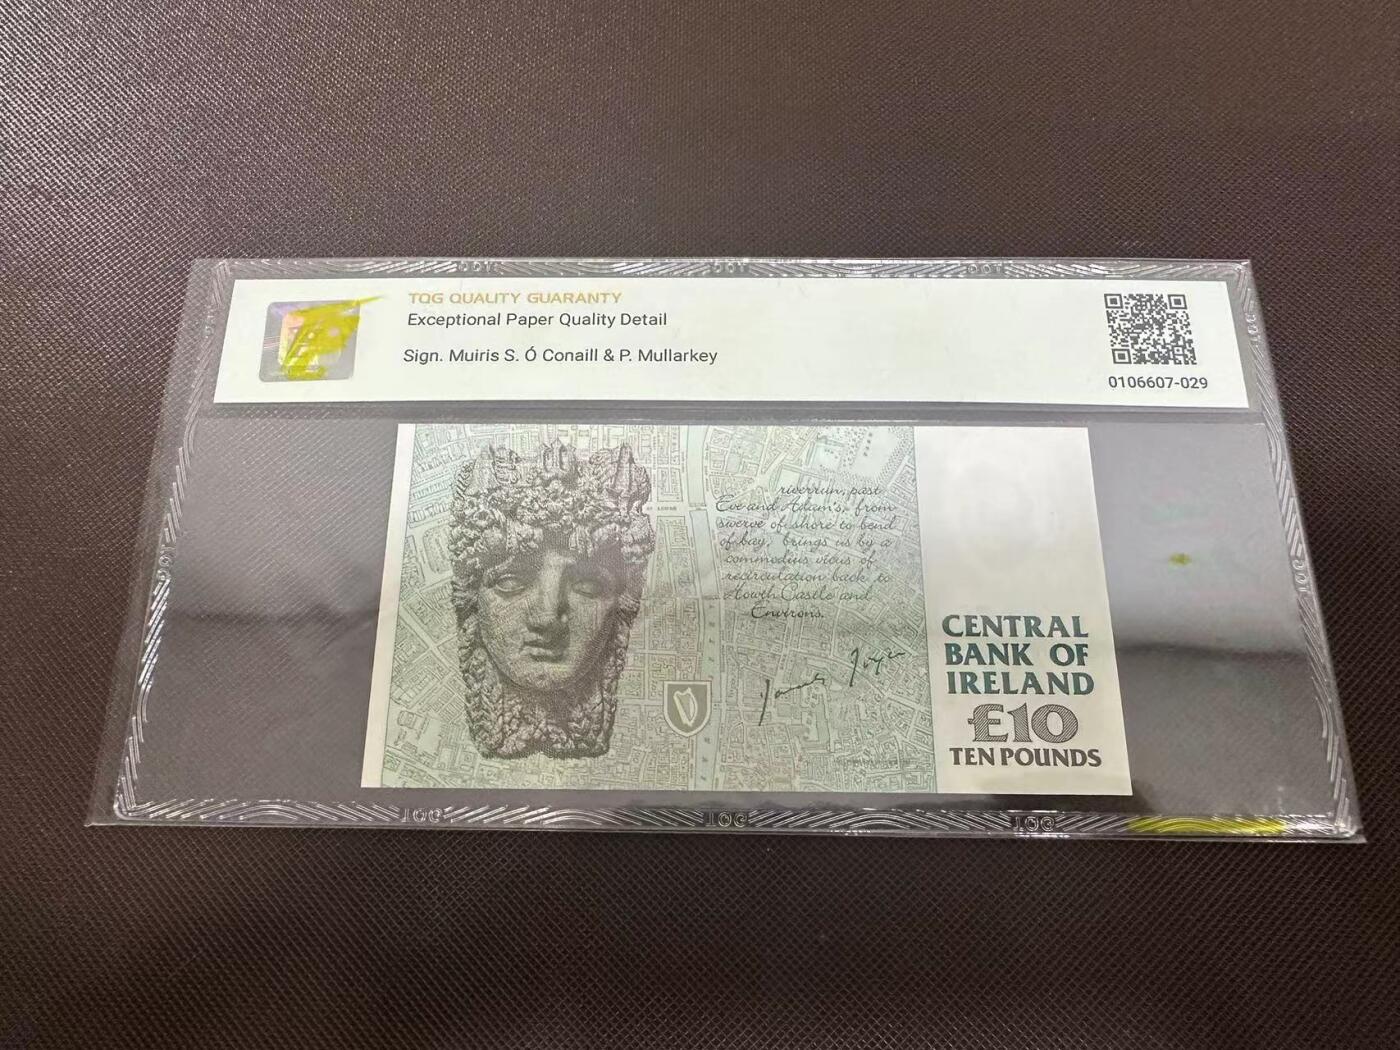 TQG QUALITY GUARANTY
Exceptional Paper Quality Detail
Sign. Muiris S. Ó Conaill & P. Mullarkey
0106607-029
riverrun, past
Eve and Adam's, from
swerve of shore to bend
of bay, brings us by a
commodius vicus of
recirculation back to
Howth Castle and
Environs.
James Joyce
CENTRAL
BANK OF
IRELAND
£10
TEN POUNDS